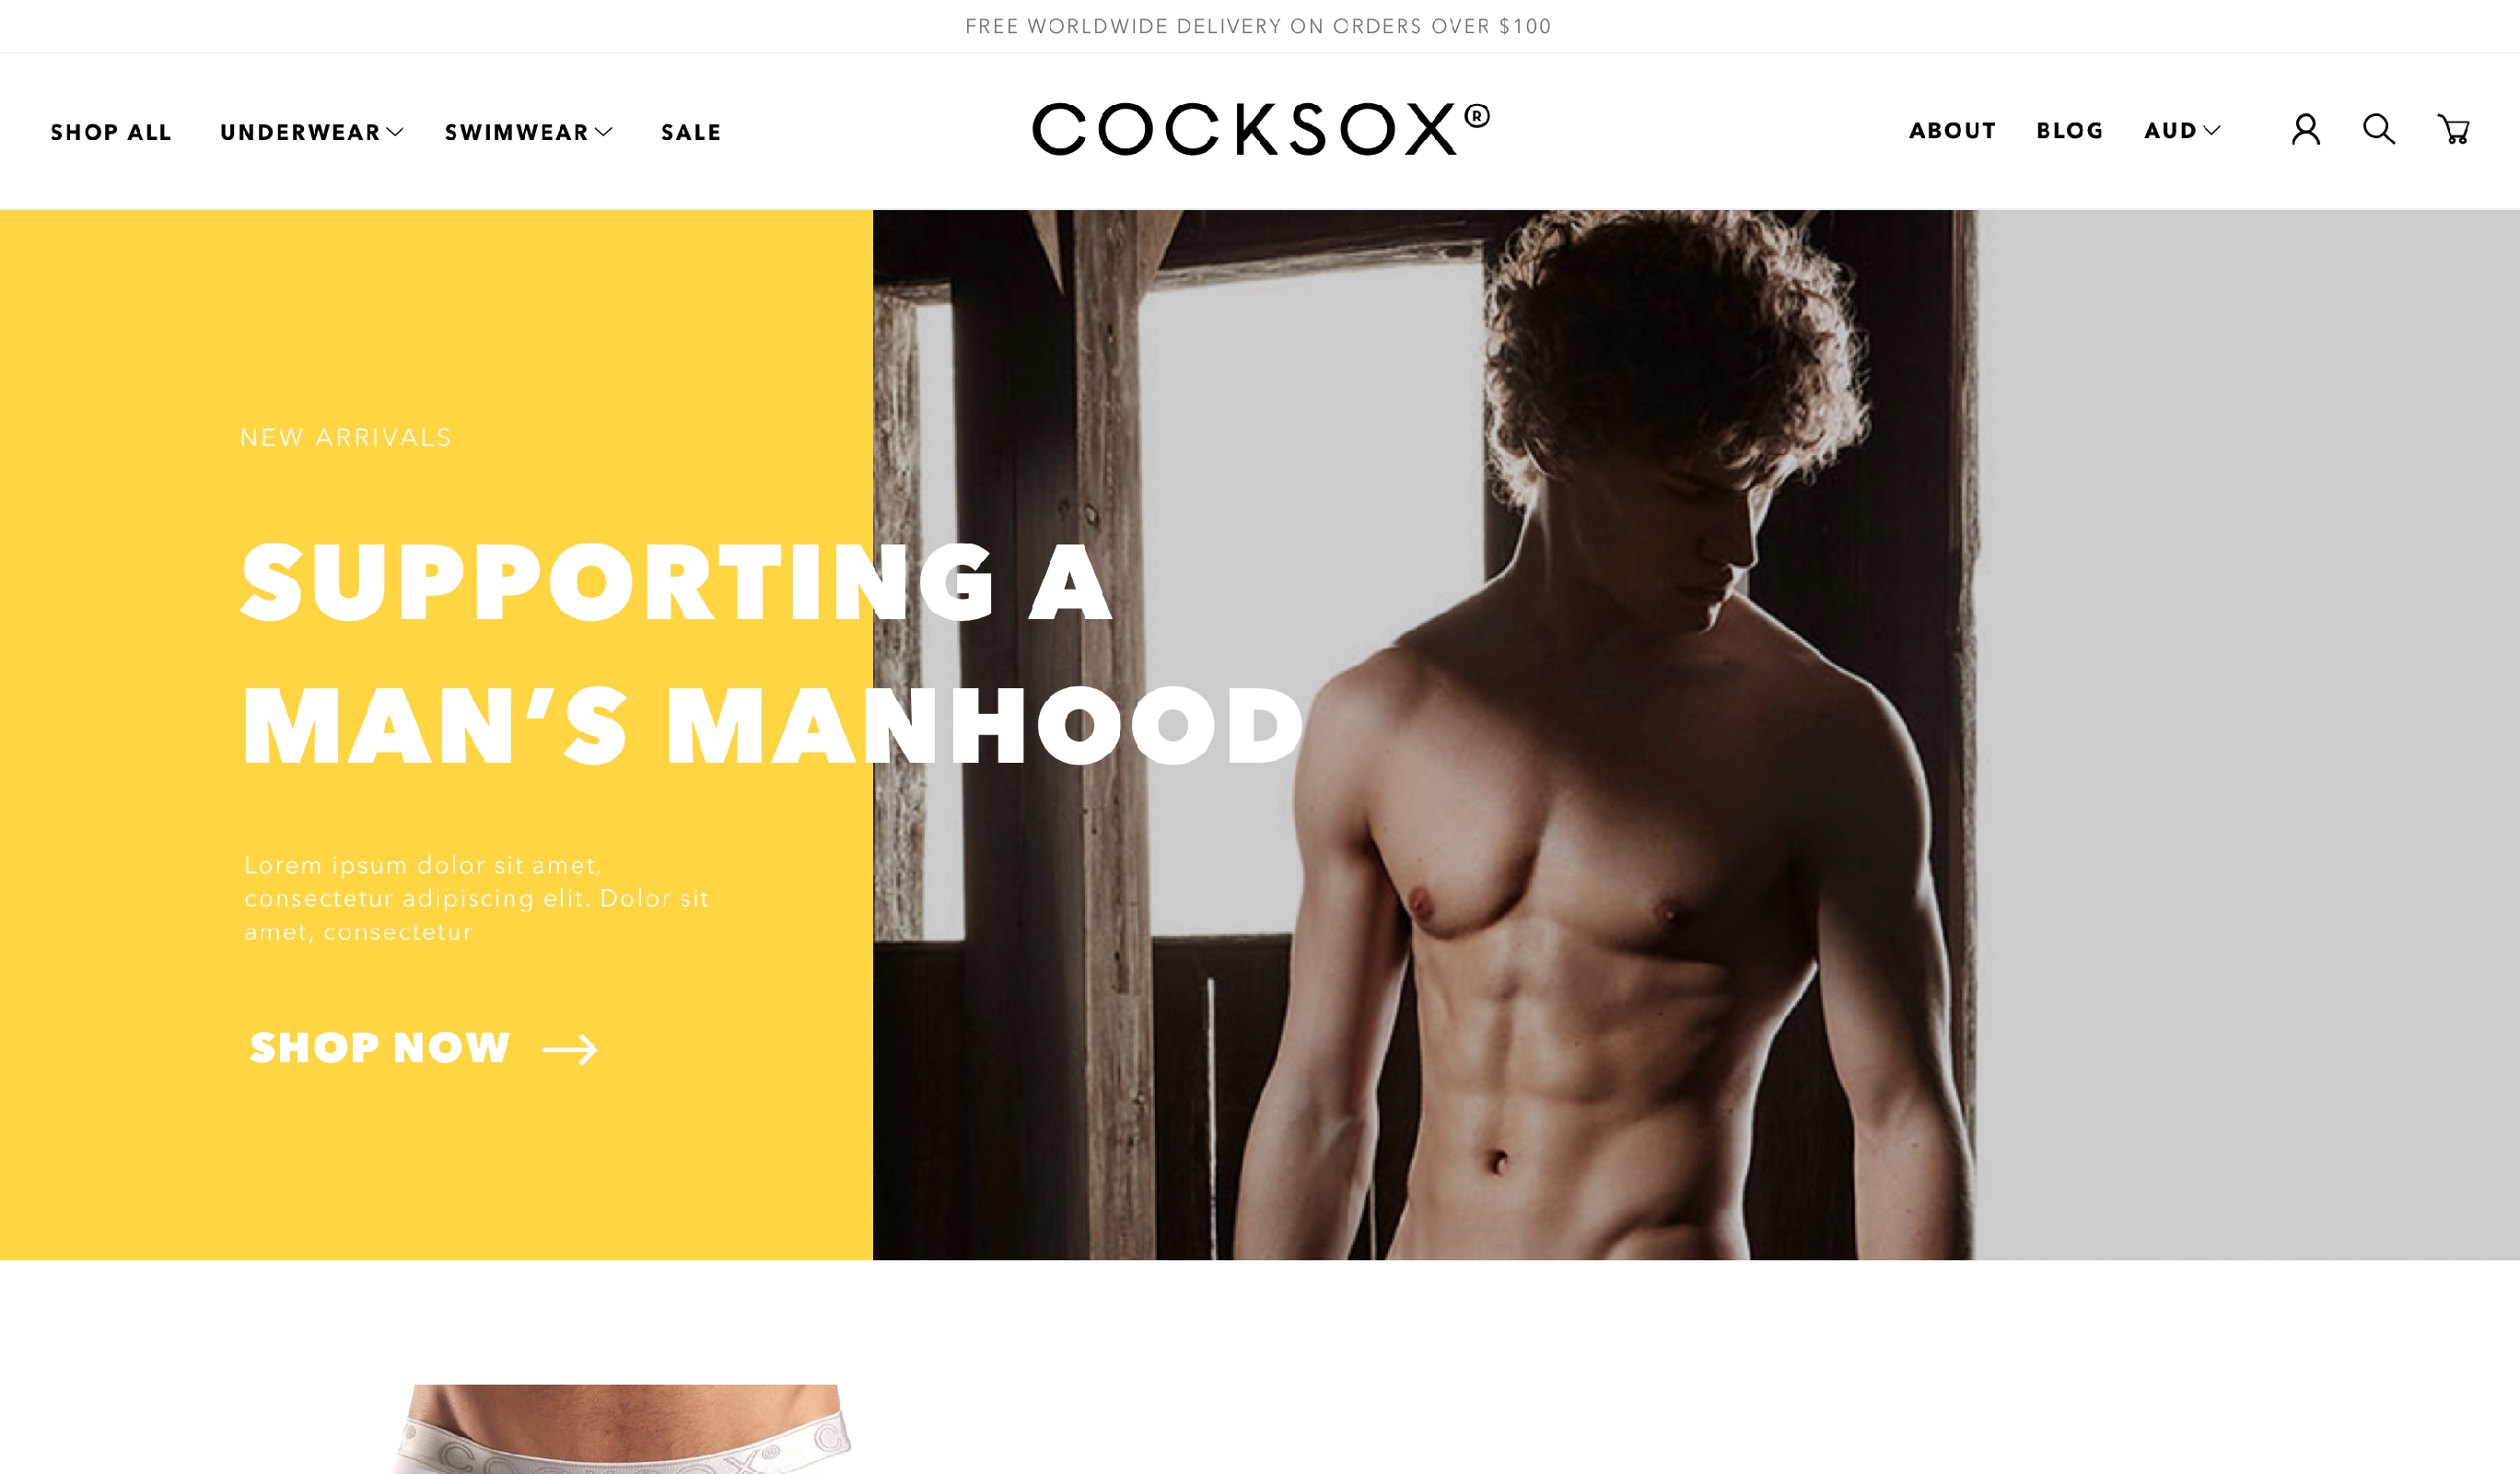 FREE WORLDWIDE DELIVERY ON ORDERS OVER $100
SHOP ALL UNDERWEAR SWIMWEAR SALE COCKSOX® ABOUT BLOG AUD
NEW ARRIVALS
SUPPORTING A
MAN’S MANHOOD
Lorem ipsum dolor sit amet,
consectetur adipiscing elit. Dolor sit
amet, consectetur
SHOP NOW
COCKSOX® C